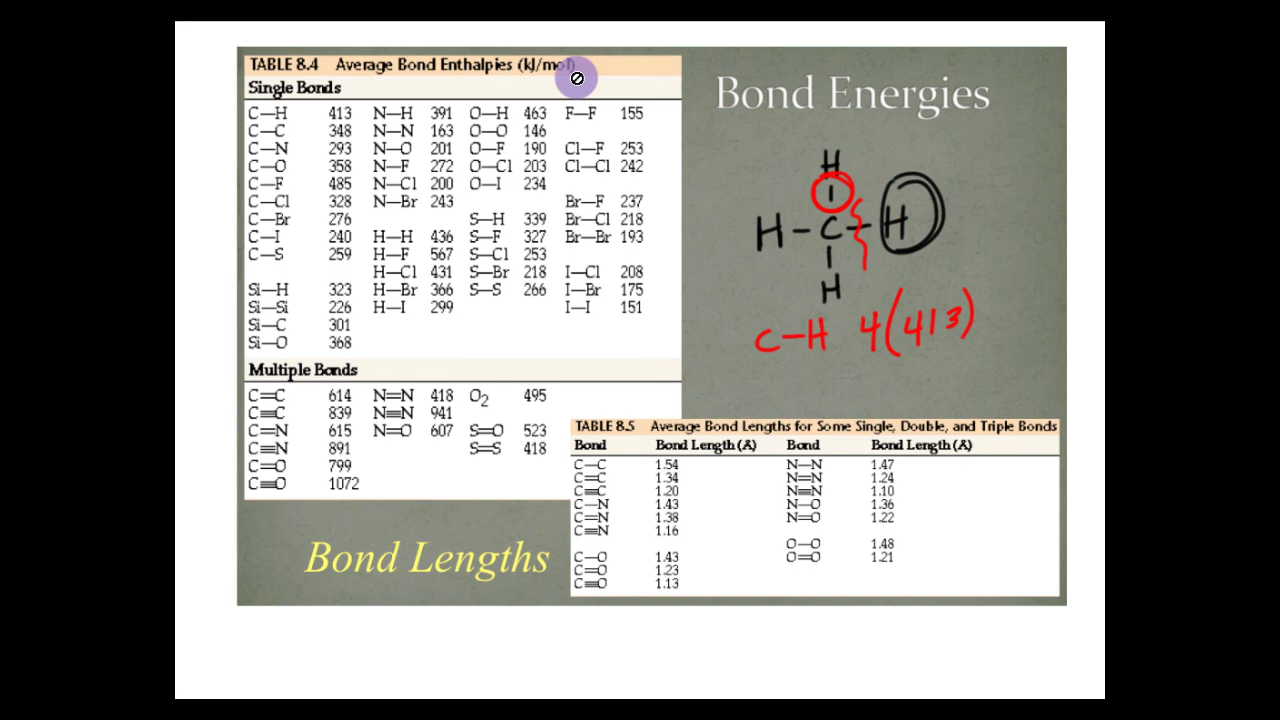 TABLE 8.4 Average Bond Enthalpies (kJ/mol)
Single Bonds
C—H 413 N—H 391 O—H 463 F—F 155
C—C 348 N—N 163 O—O 146
C—N 293 N—O 201 O—F 190 Cl—F 253
C—O 358 N—F 272 O—Cl 203 Cl—Cl 242
C—F 485 N—Cl 200 O—I 234
C—Cl 328 N—Br 243 Br—F 237
C—Br 276 S—H 339 Br—Cl 218
C—I 240 H—H 436 S—F 327 Br—Br 193
C—S 259 H—F 567 S—Cl 253
H—Cl 431 S—Br 218 I—Cl 208
Si—H 323 H—Br 366 S—S 266 I—Br 175
Si—Si 226 H—I 299 I—I 151
Si—C 301
Si—O 368
Multiple Bonds
C=C 614 N=N 418 O2 495
C≡C 839 N≡N 941
C=N 615 N=O 607 S=O 523
C≡N 891 S=S 418
C=O 799
C≡O 1072
Bond Energies
H
H-C-H
H
C-H 4(413)
TABLE 8.5 Average Bond Lengths for Some Single, Double, and Triple Bonds
Bond Bond Length (Å) Bond Bond Length (Å)
C—C 1.54 N—N 1.47
C=C 1.34 N=N 1.24
C≡C 1.20 N≡N 1.10
C—N 1.43 N—O 1.36
C=N 1.38 N=O 1.22
C≡N 1.16
O—O 1.48
C—O 1.43 O=O 1.21
C=O 1.23
C≡O 1.13
Bond Lengths